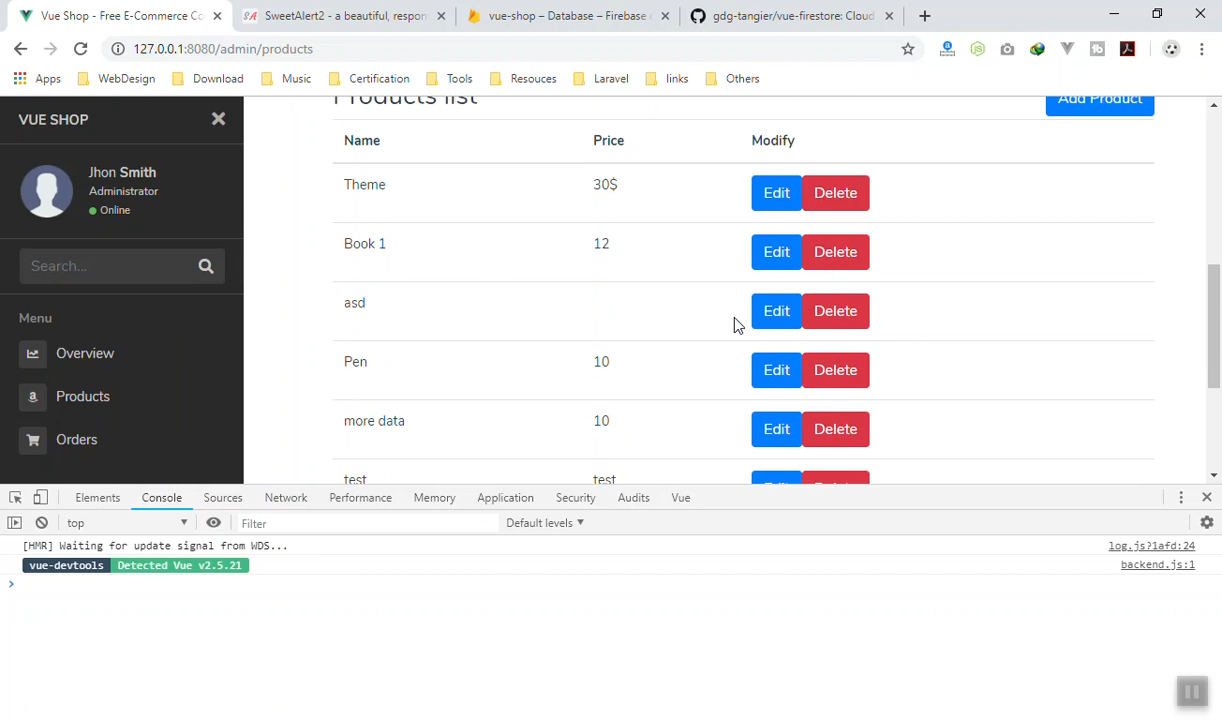 Vue Shop - Free E-Commerce Co
SweetAlert2 - a beautiful, respon
vue-shop – Database – Firebase
gdg-tangier/vue-firestore: Cloud
127.0.0.1:8080/admin/products
Apps
WebDesign
Download
Music
Certification
Tools
Resouces
Laravel
links
Others
VUE SHOP
Jhon Smith
Administrator
Online
Search...
Menu
Overview
Products
Orders
Products list
Add Product
Name Price Modify
Theme 30$ Edit Delete
Book 1 12 Edit Delete
asd Edit Delete
Pen 10 Edit Delete
more data 10 Edit Delete
test test
Elements Console Sources Network Performance Memory Application Security Audits Vue
top Filter Default levels
[HMR] Waiting for update signal from WDS... log.js?1afd:24
vue-devtools Detected Vue v2.5.21 backend.js:1